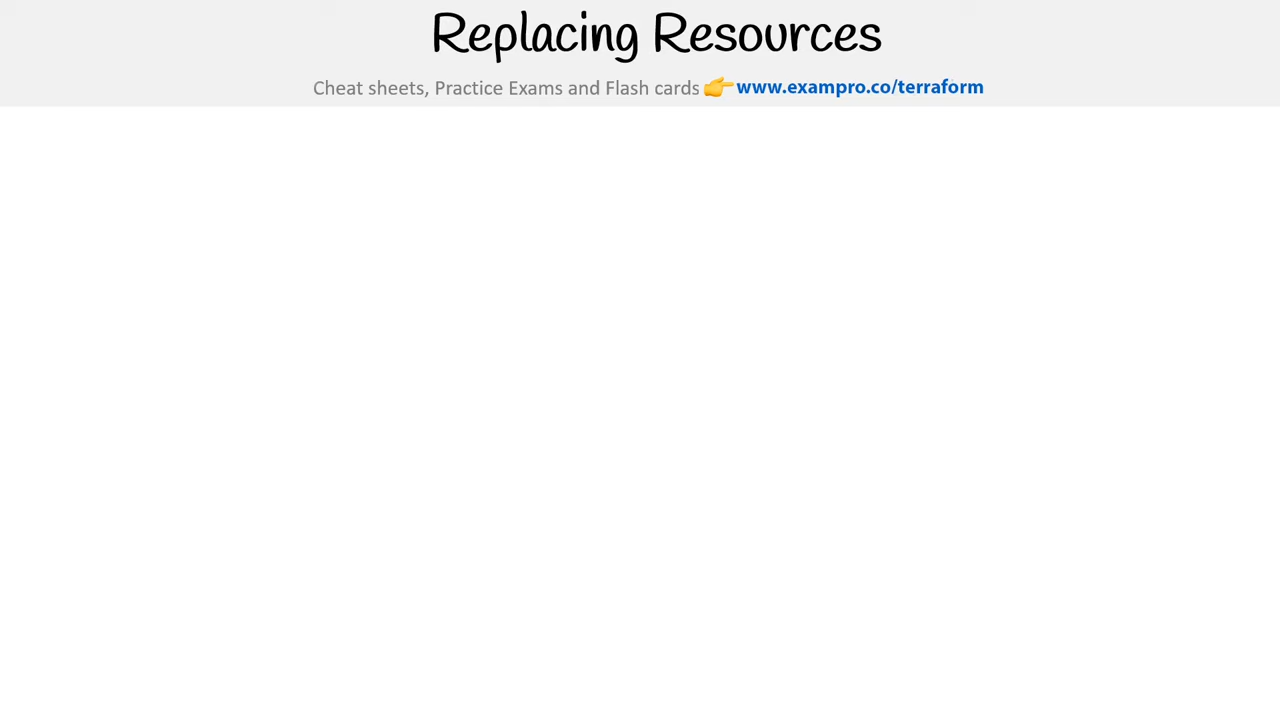 Replacing Resources
Cheat sheets, Practice Exams and Flash cards 👉 www.exampro.co/terraform